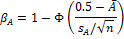 β_A = 1 − Φ((0.5 − Ā) / (s_A/√n))